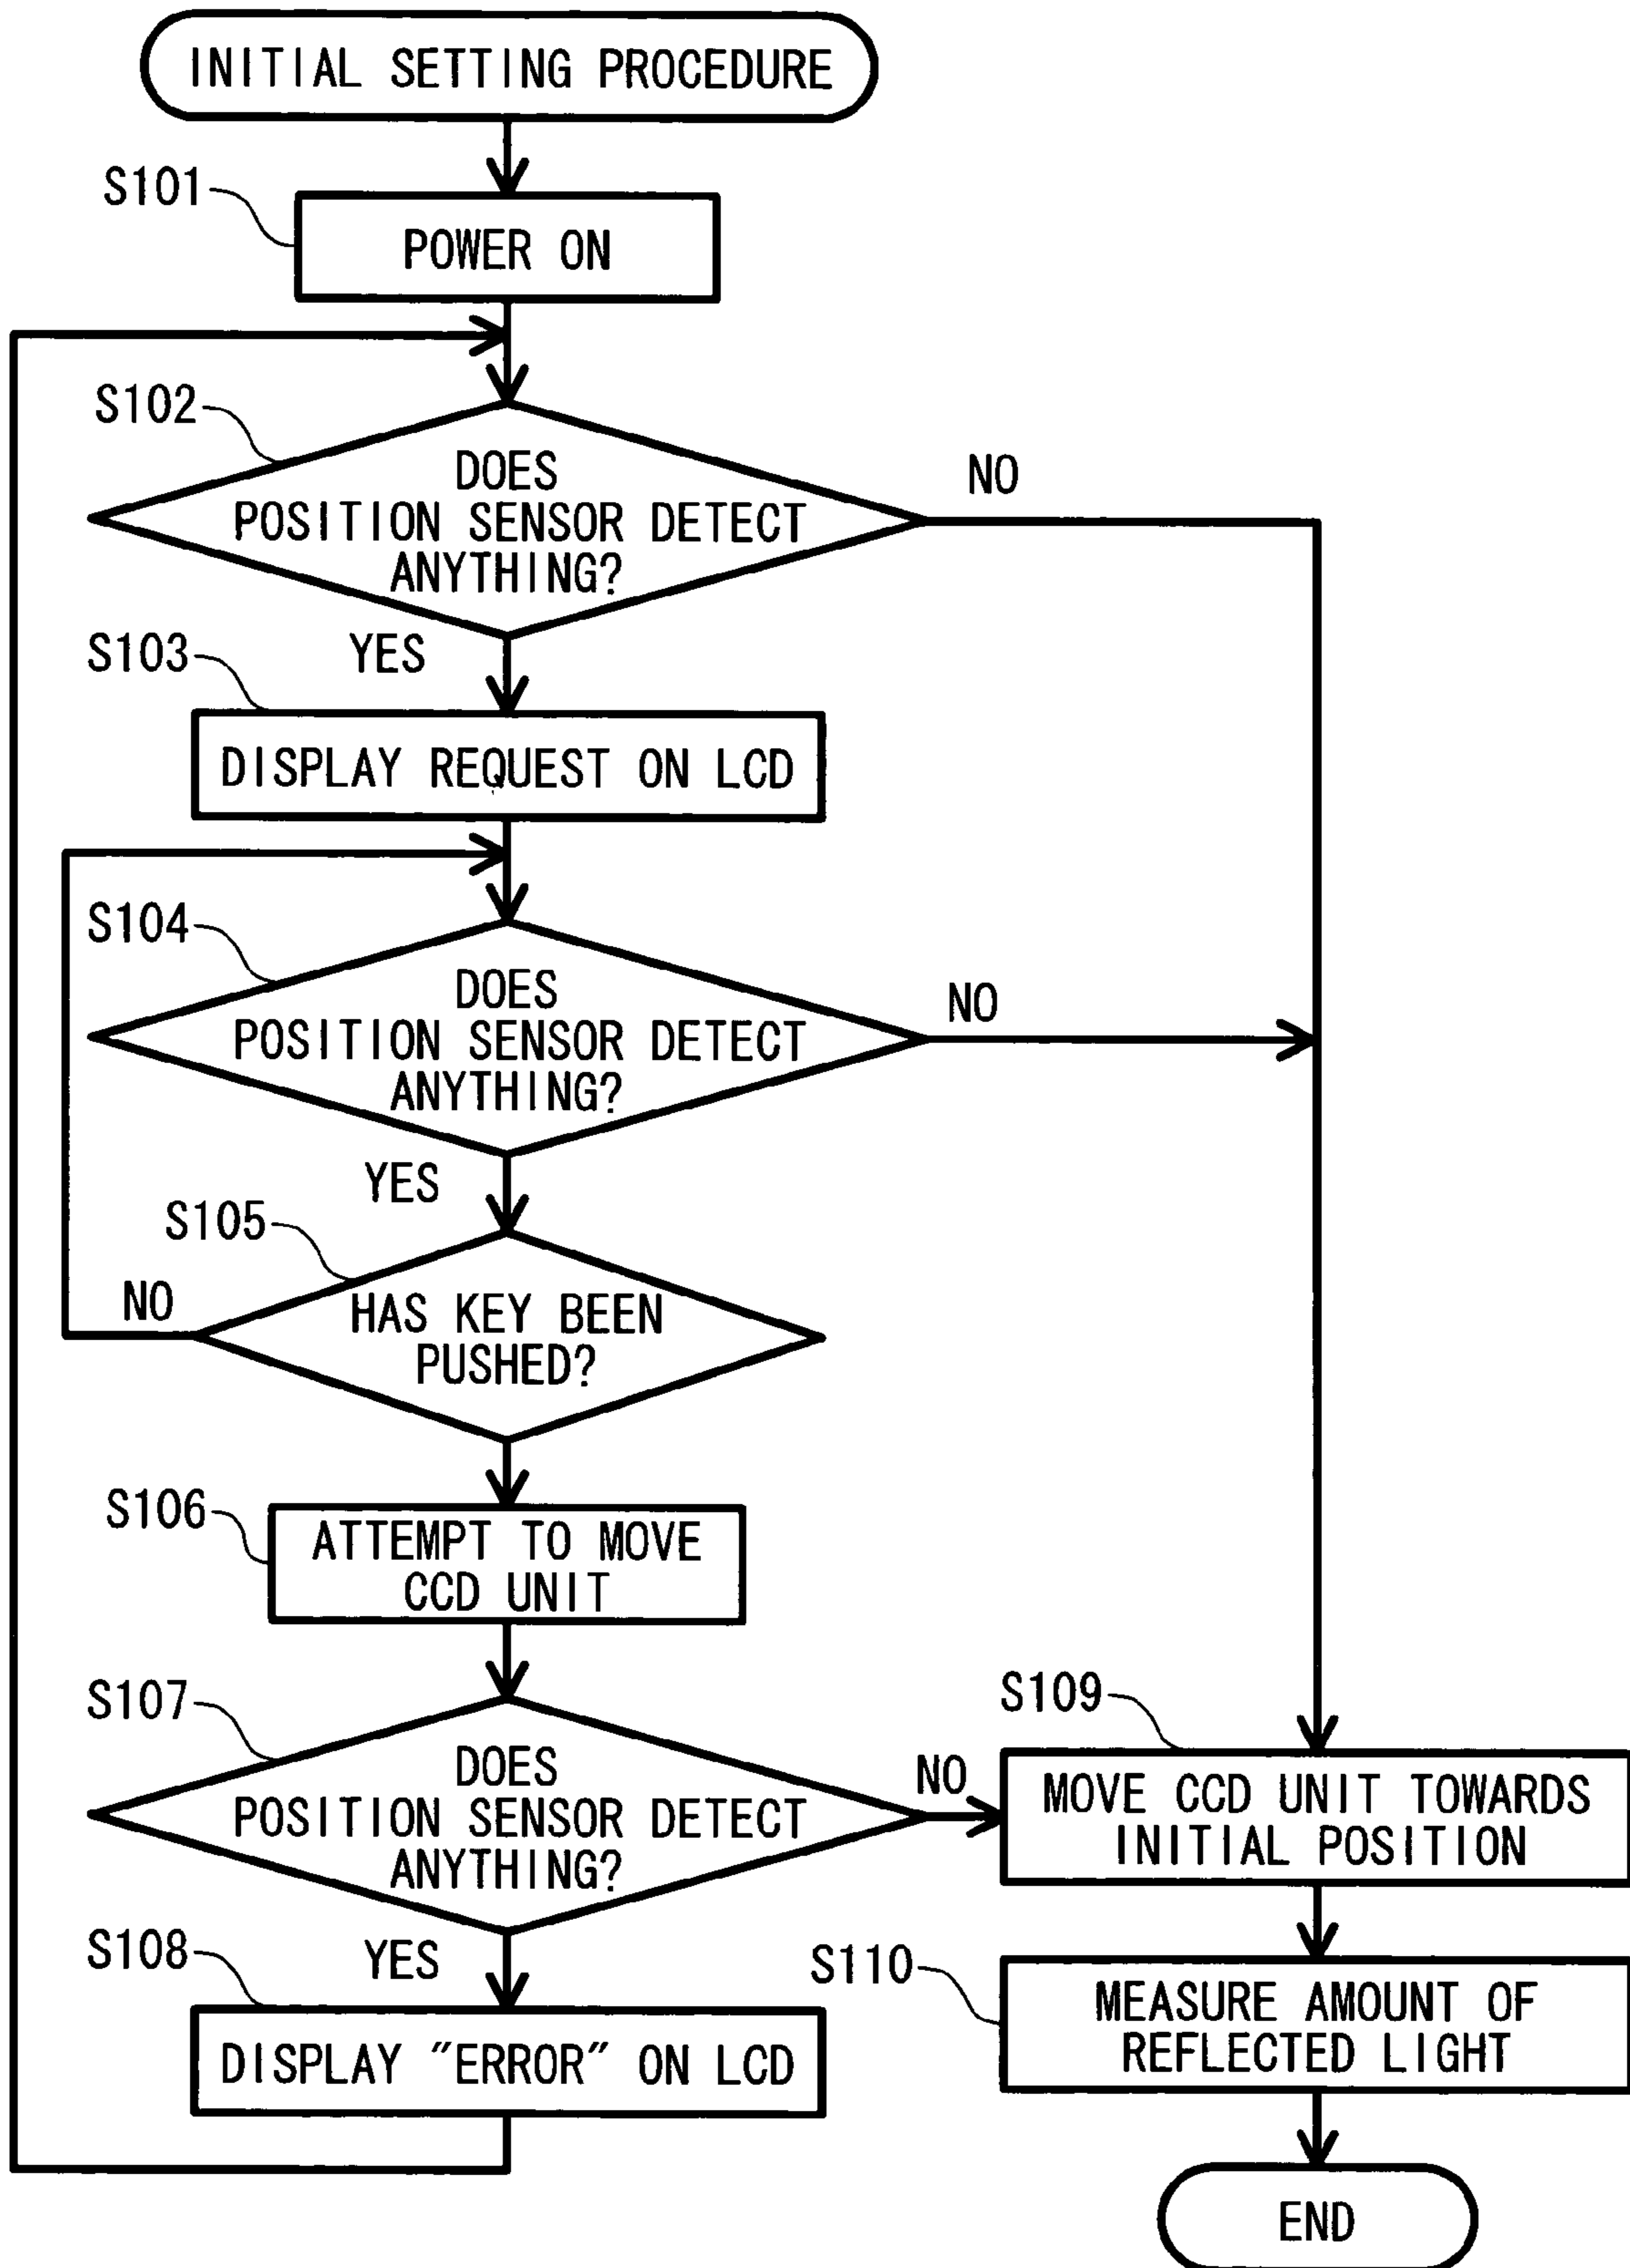 INITIAL SETTING PROCEDURE
S101
POWER ON
S102
DOES
POSITION SENSOR DETECT
ANYTHING?
NO
YES
S103
DISPLAY REQUEST ON LCD
S104
DOES
POSITION SENSOR DETECT
ANYTHING?
NO
YES
S105
HAS KEY BEEN
PUSHED?
NO
S106
ATTEMPT TO MOVE
CCD UNIT
S107
DOES
POSITION SENSOR DETECT
ANYTHING?
NO
YES
S108
DISPLAY "ERROR" ON LCD
S109
MOVE CCD UNIT TOWARDS
INITIAL POSITION
S110
MEASURE AMOUNT OF
REFLECTED LIGHT
END